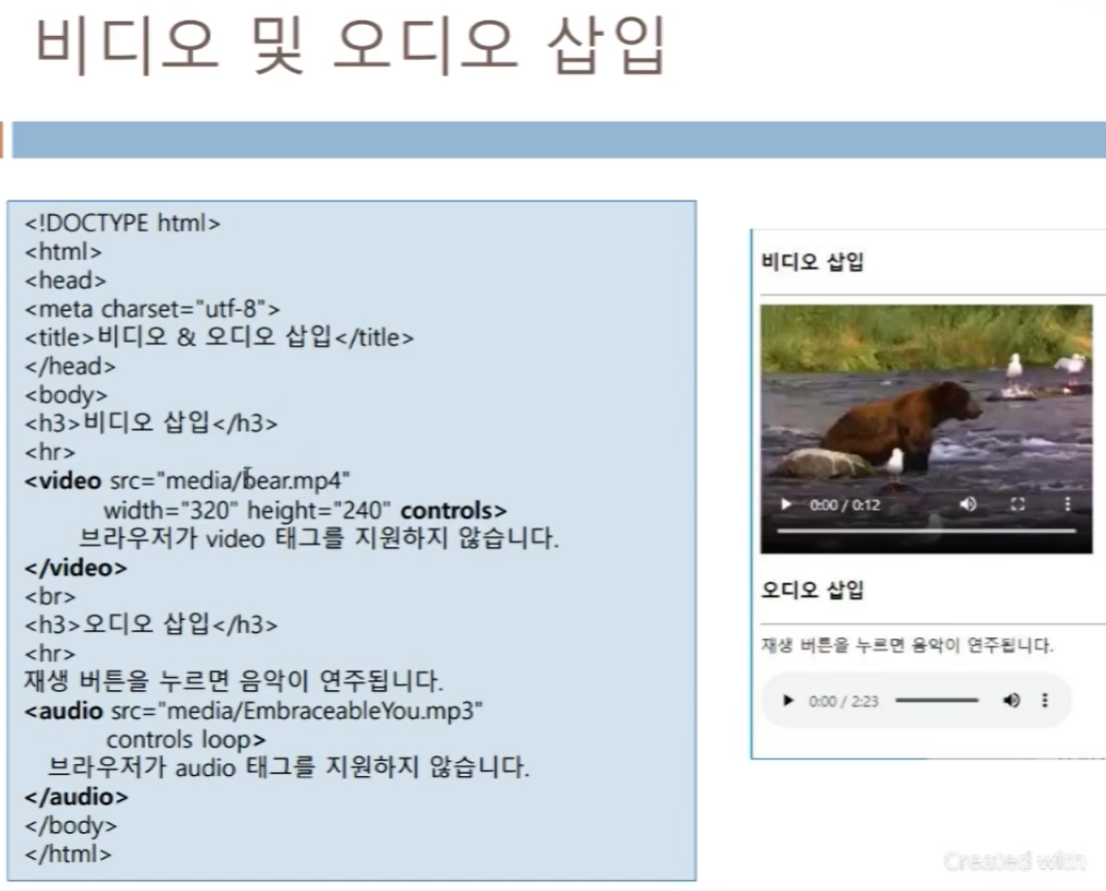 비디오 및 오디오 삽입
<!DOCTYPE html>
<html>
<head>
<meta charset="utf-8">
<title>비디오 & 오디오 삽입</title>
</head>
<body>
<h3>비디오 삽입</h3>
<hr>
<video src="media/bear.mp4"
width="320" height="240" controls>
브라우저가 video 태그를 지원하지 않습니다.
</video>
<br>
<h3>오디오 삽입</h3>
<hr>
재생 버튼을 누르면 음악이 연주됩니다.
<audio src="media/EmbraceableYou.mp3"
controls loop>
브라우저가 audio 태그를 지원하지 않습니다.
</audio>
</body>
</html>
비디오 삽입
0:00 / 0:12
오디오 삽입
재생 버튼을 누르면 음악이 연주됩니다.
0:00 / 2:23
Created with